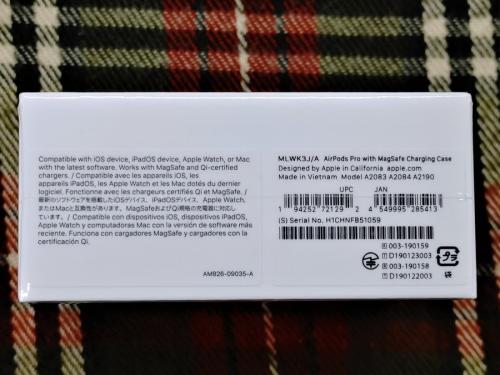 Compatible with iOS device, iPadOS device, Apple Watch, or Mac
with the latest software. Works with MagSafe and Qi-certified
chargers. / Fonctionne avec les appareils iOS, les
appareils iPadOS, les Apple Watch et les Mac dotés du dernier
logiciel. Fonctionne avec les chargeurs certifiés Qi et MagSafe. /
最新のソフトウェアを搭載したiOSデバイス、iPadOSデバイス、Apple Watch、
またはMacと互換性があります。MagSafeおよびQi規格の充電器に対応し
ています。/ Compatible con dispositivos iOS, dispositivos iPadOS,
Apple Watch y computadoras Mac con la versión de software más
reciente. Funciona con cargadores MagSafe y cargadores con la
certificación Qi.
AM826-09035-A
MLWK3J/A AirPods Pro with MagSafe Charging Case
Designed by Apple in California apple.com
Made in Vietnam Model A2083 A2084 A2190
UPC JAN
1 94252 72129 2 4 549995 285413
(S) Serial No. H1CHNFB51059
R 003-190159
T D190123003
R 003-190158
T D190122003
袋